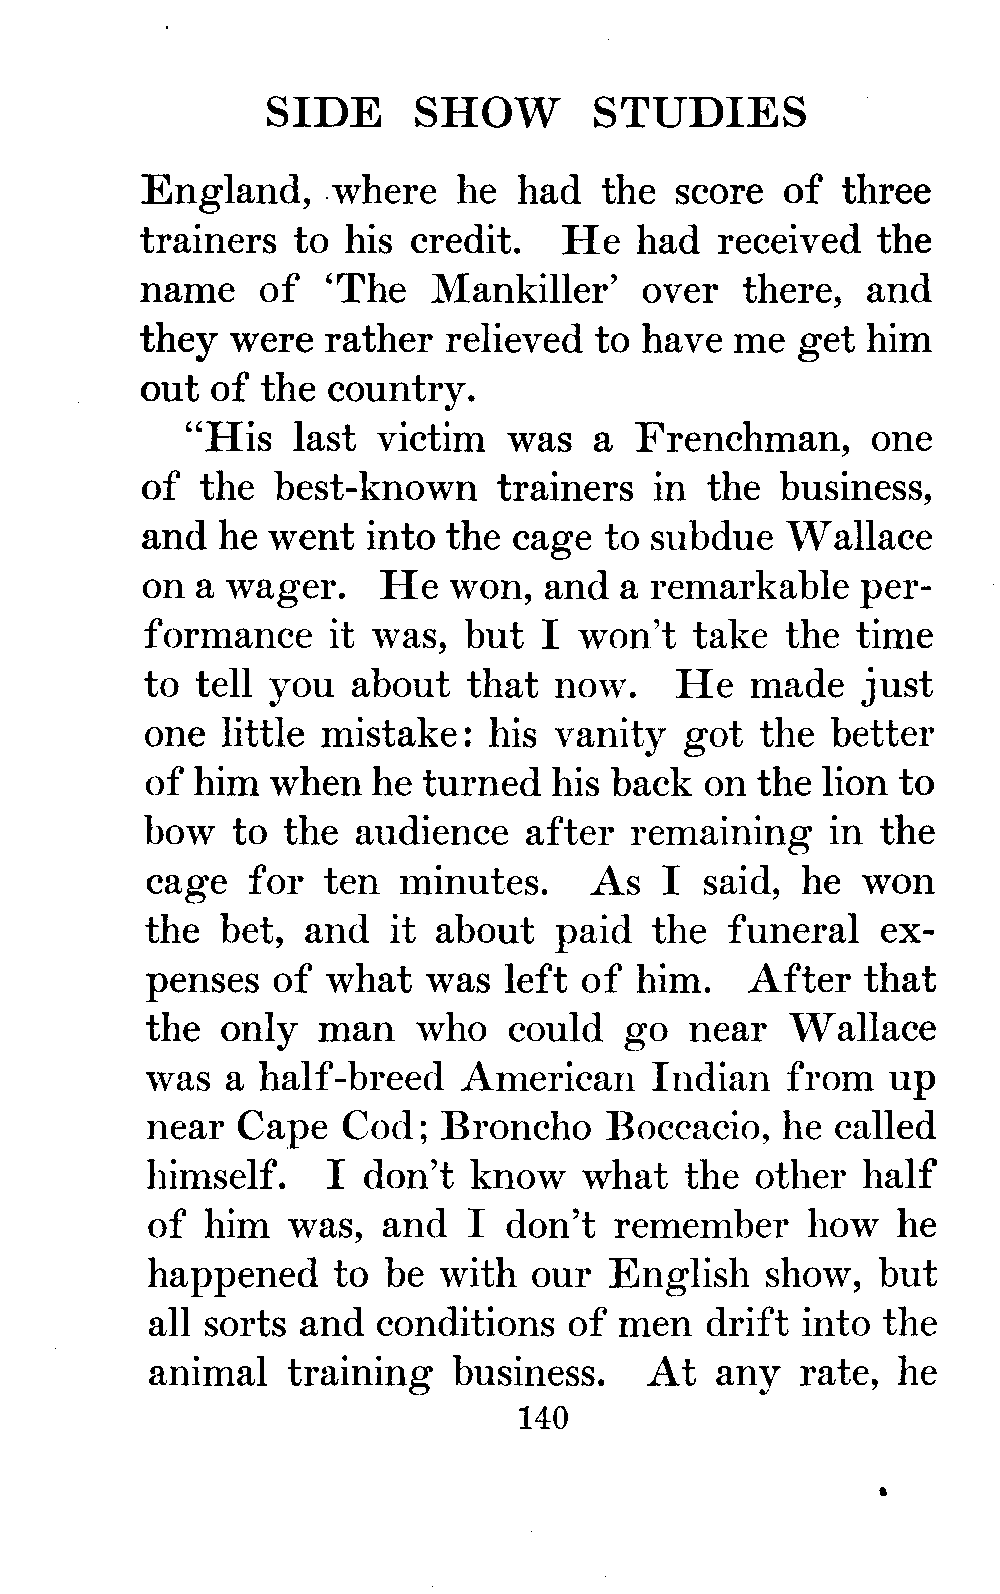 SIDE SHOW STUDIES
England, where he had the score of three
trainers to his credit. He had received the
name of ‘The Mankiller’ over there, and
they were rather relieved to have me get him
out of the country.
“His last victim was a Frenchman, one
of the best-known trainers in the business,
and he went into the cage to subdue Wallace
on a wager. He won, and a remarkable per-
formance it was, but I won't take the time
to tell you about that now. He made just
one little mistake: his vanity got the better
of him when he turned his back on the lion to
bow to the audience after remaining in the
cage for ten minutes. As I said, he won
the bet, and it about paid the funeral ex-
penses of what was left of him. After that
the only man who could go near Wallace
was a half-breed American Indian from up
near Cape Cod; Broncho Boccacio, he called
himself. I don't know what the other half
of him was, and I don't remember how he
happened to be with our English show, but
all sorts and conditions of men drift into the
animal training business. At any rate, he
140